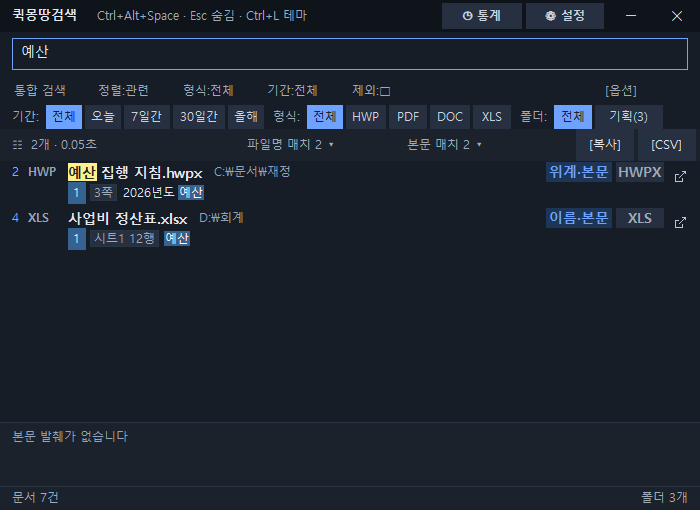 퀵몽땅검색 Ctrl+Alt+Space · Esc 숨김 · Ctrl+L 테마 통계 설정
예산
통합 검색 정렬:관련 형식:전체 기간:전체 제외:□ [옵션]
기간: 전체 오늘 7일간 30일간 올해 형식: 전체 HWP PDF DOC XLS 폴더: 전체 기획(3)
2개 · 0.05초 파일명 매치 2 ▾ 본문 매치 2 ▾ [복사] [CSV]
2 HWP 예산 집행 지침.hwpx C:₩문서₩재정 위계·본문 HWPX
1 3쪽 2026년도 예산
4 XLS 사업비 정산표.xlsx D:₩회계 이름·본문 XLS
1 시트1 12행 예산
본문 발췌가 없습니다
문서 7건 폴더 3개